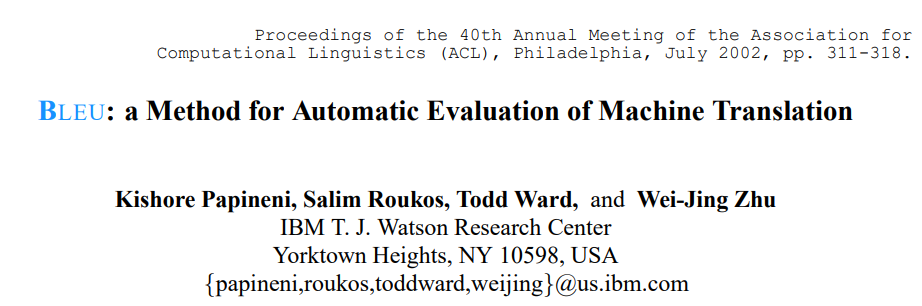 Proceedings of the 40th Annual Meeting of the Association for
Computational Linguistics (ACL), Philadelphia, July 2002, pp. 311-318.
BLEU: a Method for Automatic Evaluation of Machine Translation
Kishore Papineni, Salim Roukos, Todd Ward, and Wei-Jing Zhu
IBM T. J. Watson Research Center
Yorktown Heights, NY 10598, USA
{papineni,roukos,toddward,weijing}@us.ibm.com